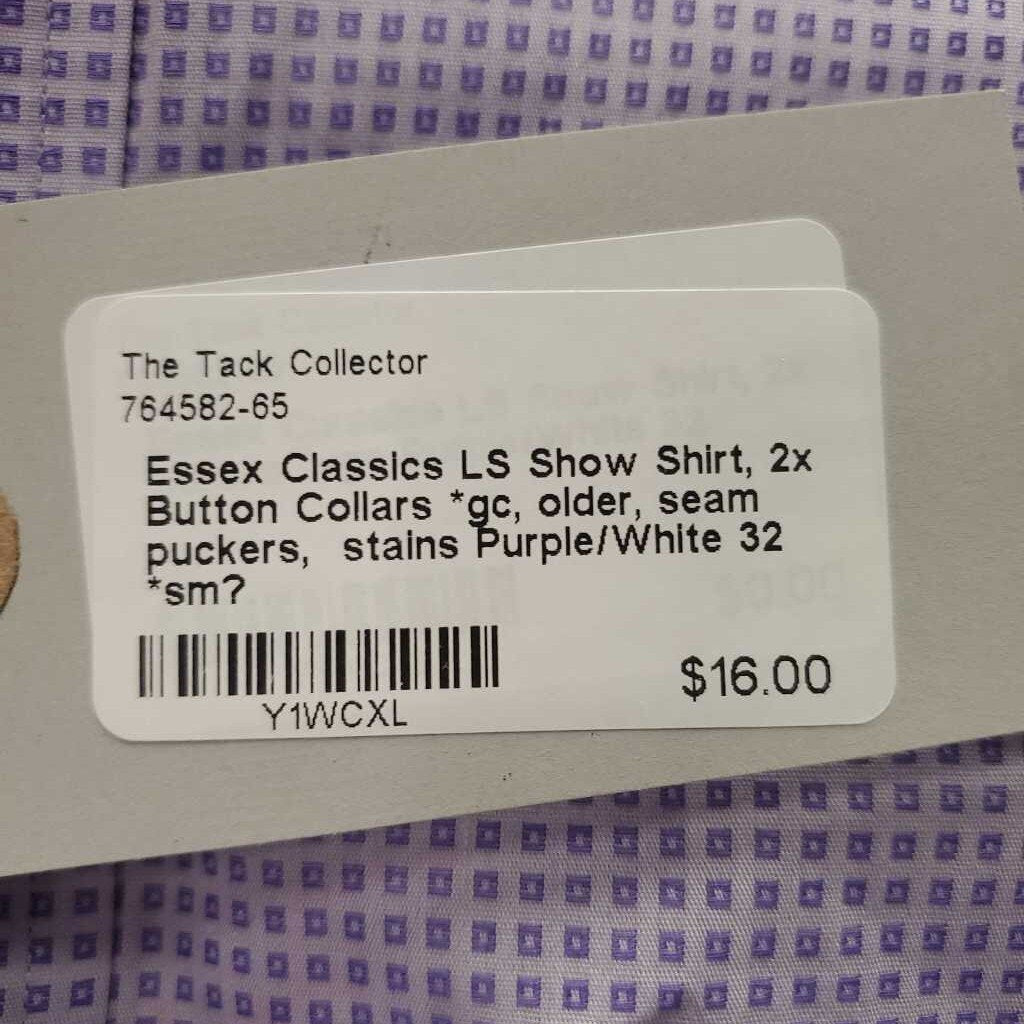 The Tack Collector
764582-65
Essex Classics LS Show Shirt, 2x
Button Collars *gc, older, seam
puckers, stains Purple/White 32
*sm?
Y1WCXL
$16.00